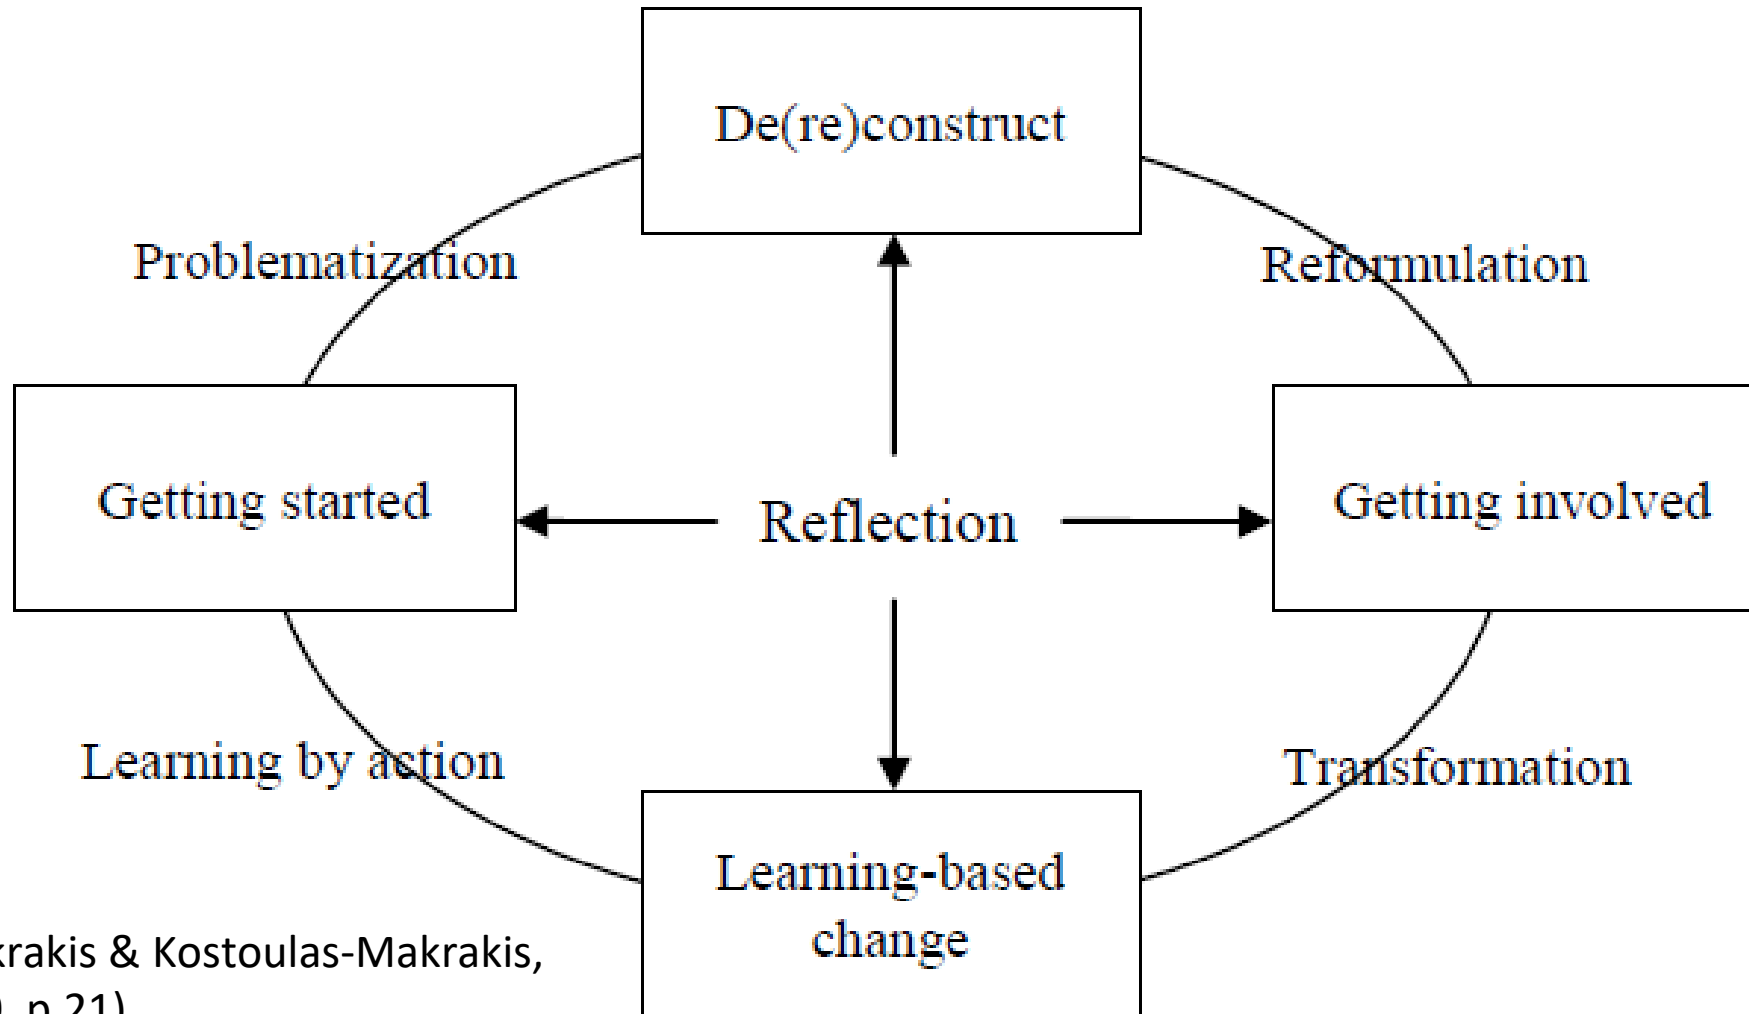 De(re)construct
Problematization
Reformulation
Getting started
Reflection
Getting involved
Learning by action
Transformation
Learning-based
change
& Kostoulas-Makrakis,
p.21)